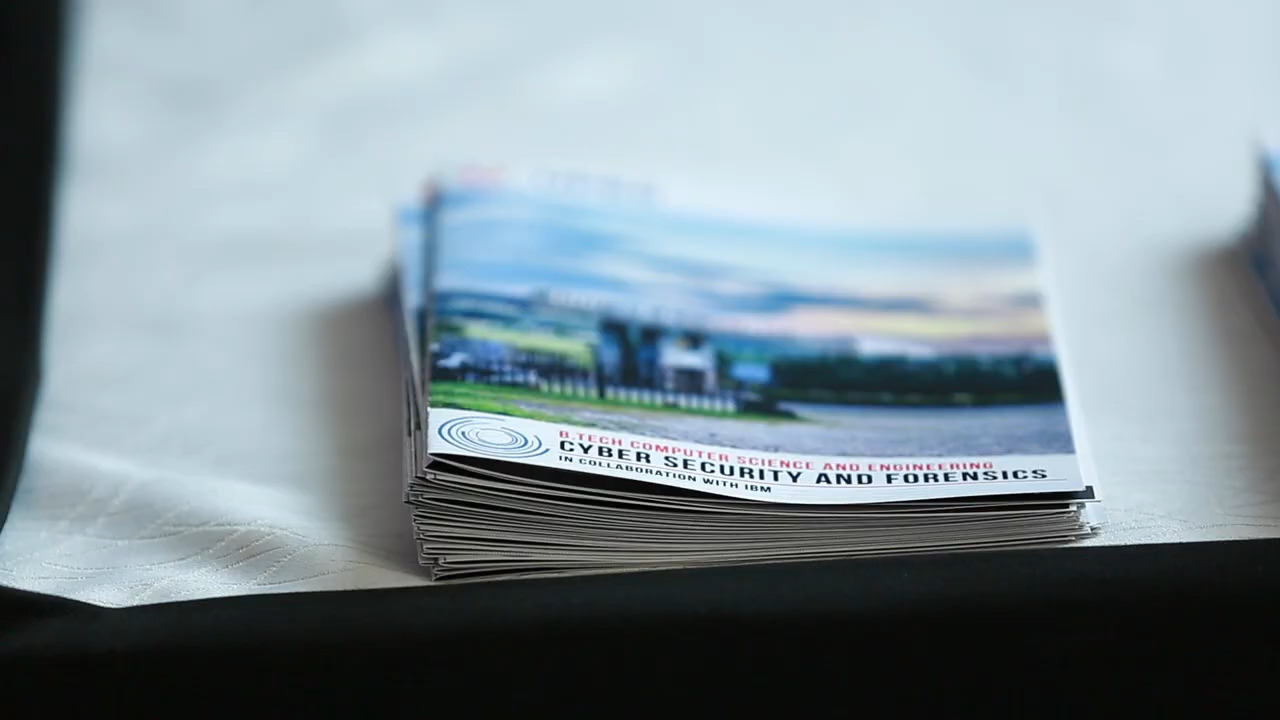 B.TECH COMPUTER SCIENCE AND ENGINEERING
CYBER SECURITY AND FORENSICS
IN COLLABORATION WITH IBM